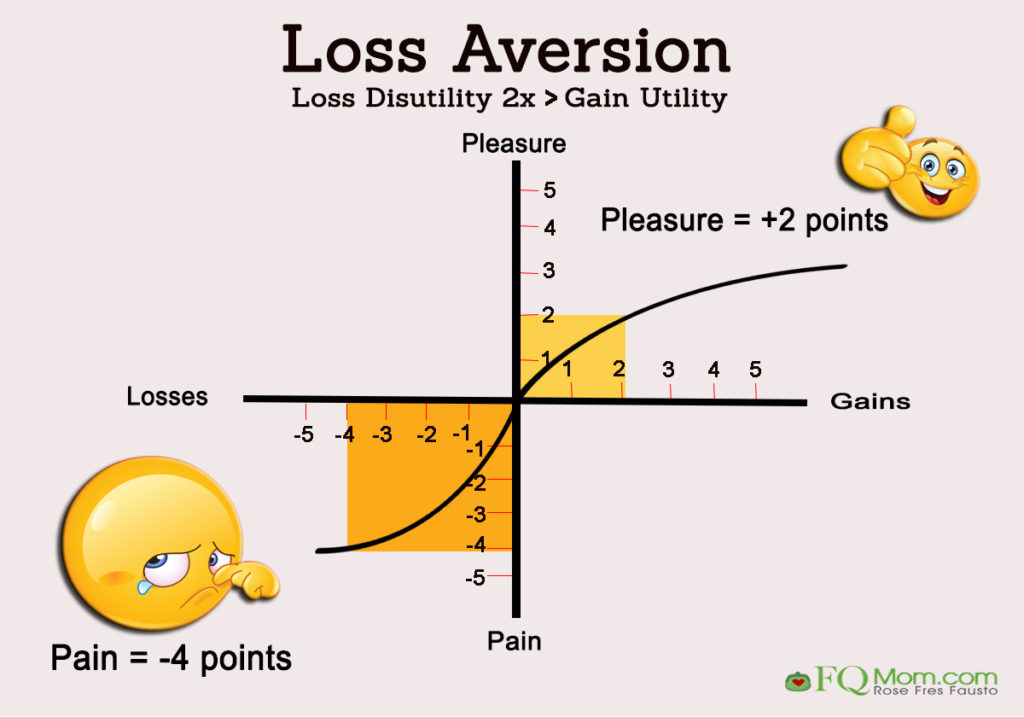 Loss Aversion
Loss Disutility 2x > Gain Utility
Pleasure
5
4
Pleasure = +2 points
3
2
1
1 2 3 4 5
Losses
Gains
-5 -4 -3 -2 -1
-1
-2
-3
-4
-5
Pain
Pain = -4 points
FQMom.com
Rose Fres Fausto